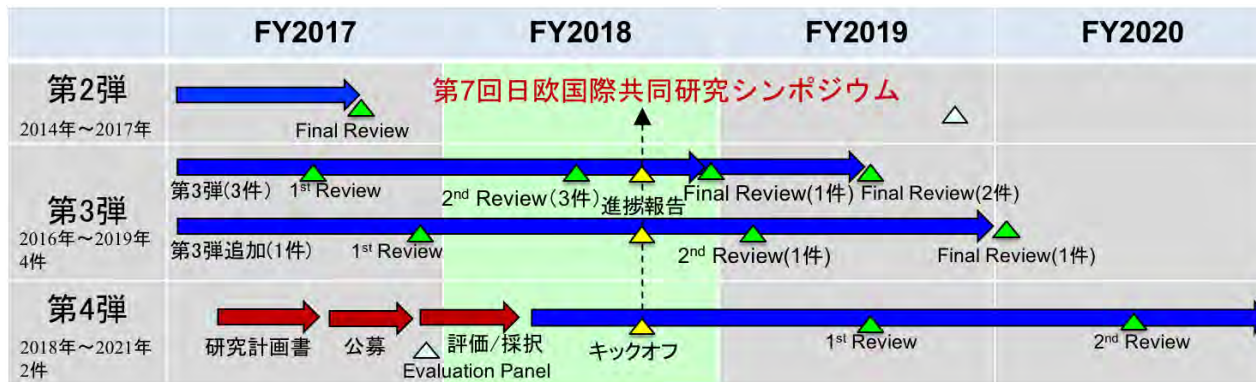 FY2017 FY2018 FY2019 FY2020
第2弾
2014年～2017年
Final Review
第7回日欧国際共同研究シンポジウム
第3弾
2016年～2019年
4件
第3弾(3件)
1st Review
2nd Review(3件)
進捗報告
Final Review(1件)
Final Review(2件)
第3弾追加(1件)
1st Review
2nd Review(1件)
Final Review(1件)
第4弾
2018年～2021年
2件
研究計画書
公募
評価/採択
Evaluation Panel
キックオフ
1st Review
2nd Review